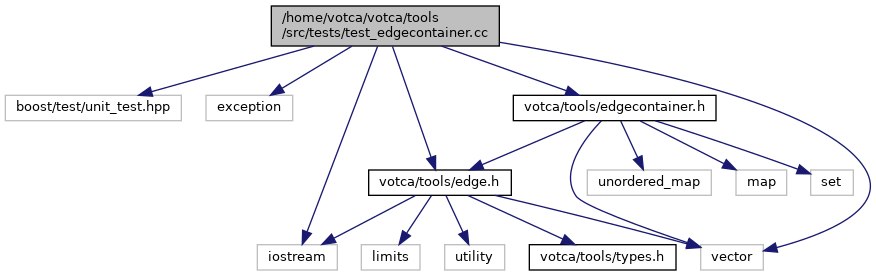 /home/votca/votca/tools
/src/tests/test_edgecontainer.cc
boost/test/unit_test.hpp
exception
votca/tools/edgecontainer.h
votca/tools/edge.h
unordered_map
map
set
iostream
limits
utility
votca/tools/types.h
vector